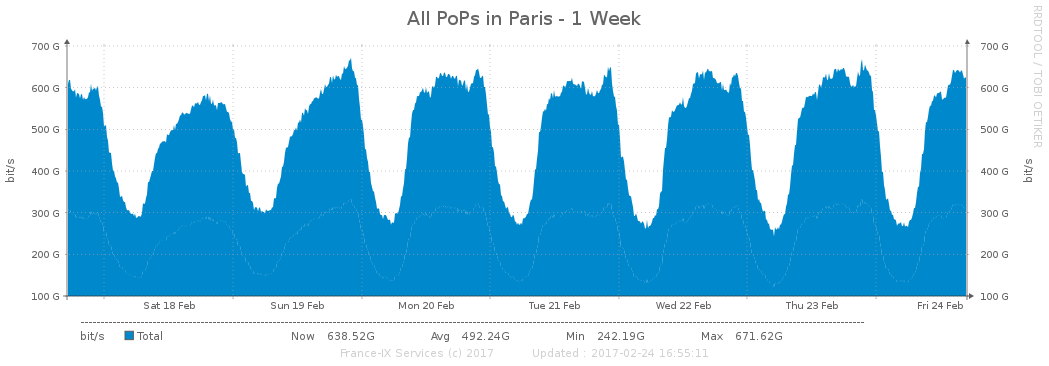 All PoPs in Paris - 1 Week
RRDTOOL / TOBI OETIKER
700 G 700 G
600 G 600 G
500 G 500 G
400 G 400 G
300 G 300 G
200 G 200 G
100 G 100 G
bit/s bit/s
Sat 18 Feb Sun 19 Feb Mon 20 Feb Tue 21 Feb Wed 22 Feb Thu 23 Feb Fri 24 Feb
bit/s Total Now 638.52G Avg 492.24G Min 242.19G Max 671.62G
France-IX Services (c) 2017 Updated : 2017-02-24 16:55:11